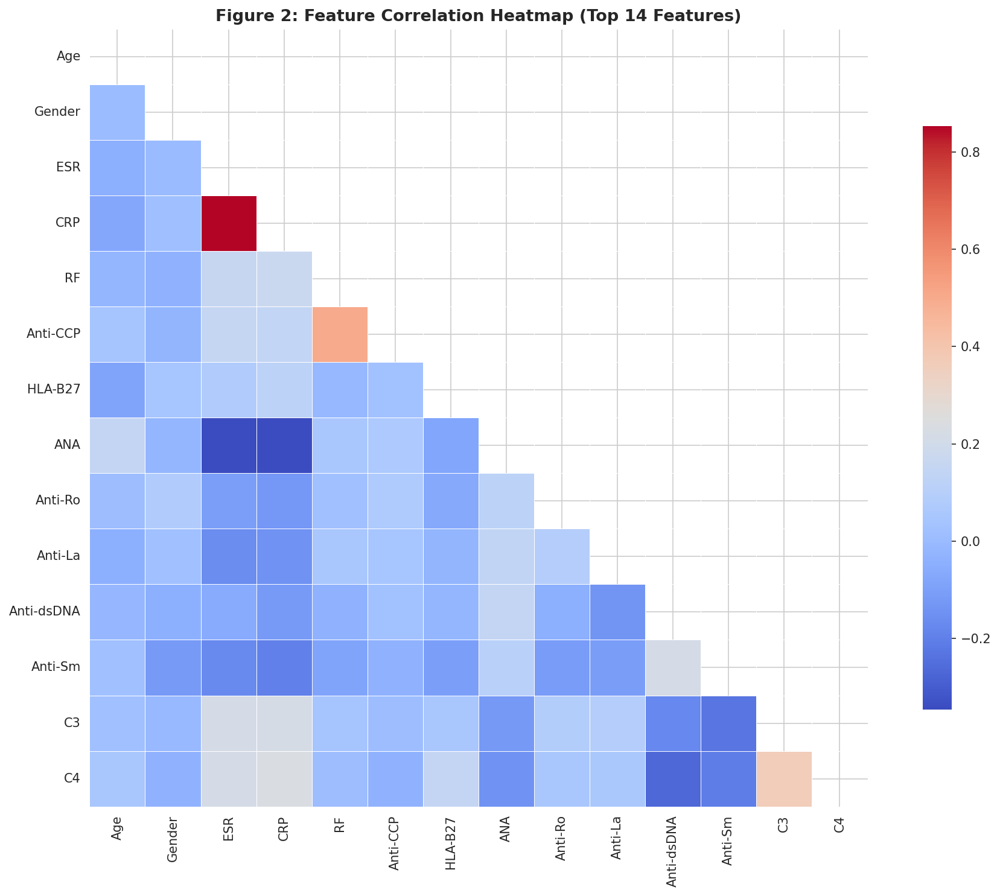 Figure 2: Feature Correlation Heatmap (Top 14 Features)
Age
Gender
ESR
CRP
RF
Anti-CCP
HLA-B27
ANA
Anti-Ro
Anti-La
Anti-dsDNA
Anti-Sm
C3
C4
Age
Gender
ESR
CRP
RF
Anti-CCP
HLA-B27
ANA
Anti-Ro
Anti-La
Anti-dsDNA
Anti-Sm
C3
C4
0.8
0.6
0.4
0.2
0.0
−0.2